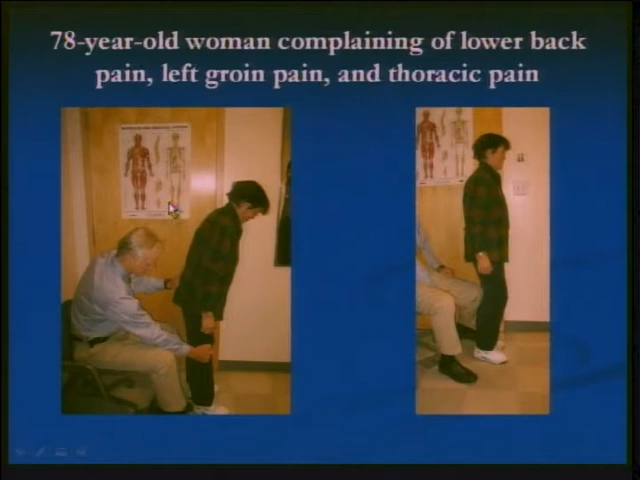 78-year-old woman complaining of lower back
pain, left groin pain, and thoracic pain